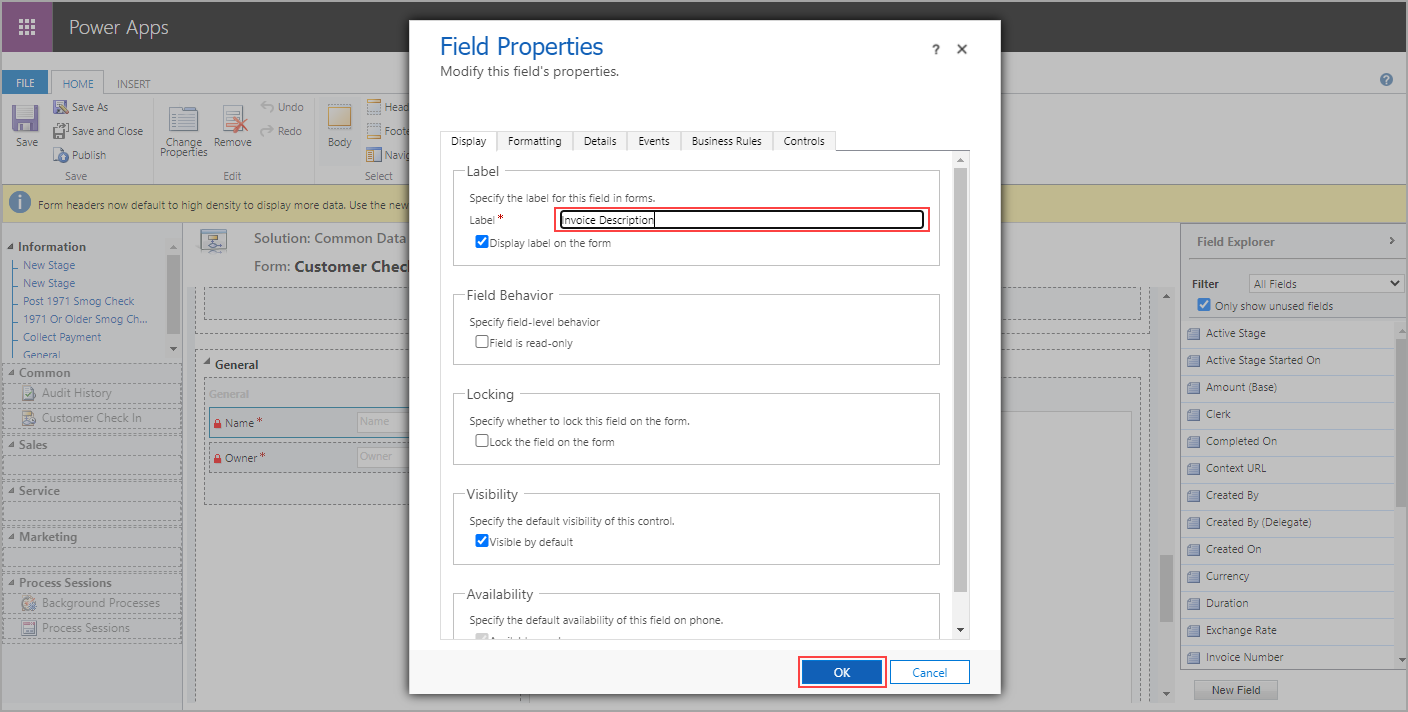 Power Apps
FILE
HOME
INSERT
Save
Save As
Save and Close
Publish
Save
Change
Properties
Remove
Undo
Redo
Edit
Body
Select
Form headers now default to high density to display more data. Use the new
Information
New Stage
New Stage
Post 1971 Smog Check
1971 Or Older Smog Ch...
Collect Payment
General
Common
Audit History
Customer Check In
Sales
Service
Marketing
Process Sessions
Background Processes
Process Sessions
Solution: Common Data
Form: Customer Chec
General
General
Name *
Name
Owner *
Owner
Field Properties
? ✕
Modify this field's properties.
Display
Formatting
Details
Events
Business Rules
Controls
Label
Specify the label for this field in forms.
Label *
Invoice Description
Display label on the form
Field Behavior
Specify field-level behavior
Field is read-only
Locking
Specify whether to lock this field on the form.
Lock the field on the form
Visibility
Specify the default visibility of this control.
Visible by default
Availability
Specify the default availability of this field on phone.
OK
Cancel
?
Field Explorer
Filter
All Fields
Only show unused fields
Active Stage
Active Stage Started On
Amount (Base)
Clerk
Completed On
Context URL
Created By
Created By (Delegate)
Created On
Currency
Duration
Exchange Rate
Invoice Number
New Field